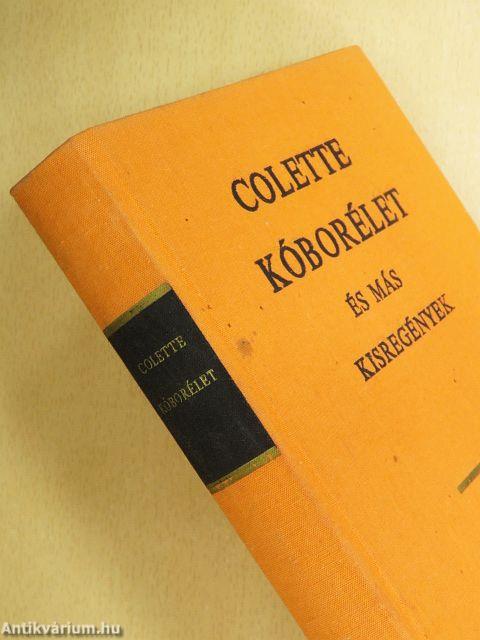 COLETTE
KÓBORÉLET
ÉS MÁS
KISREGÉNYEK
COLETTE
KÓBORÉLET
Antikvárium.hu